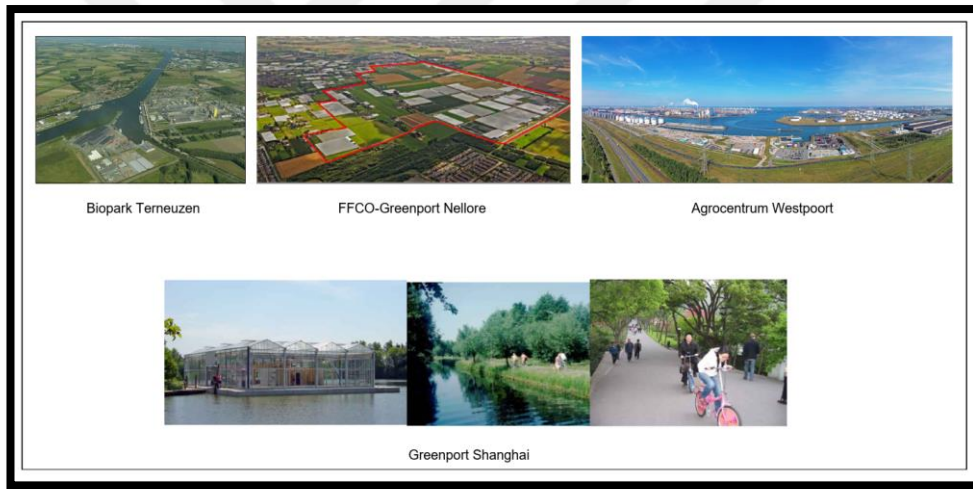 Biopark Terneuzen
FFCO-Greenport Nellore
Agrocentrum Westpoort
Greenport Shanghai